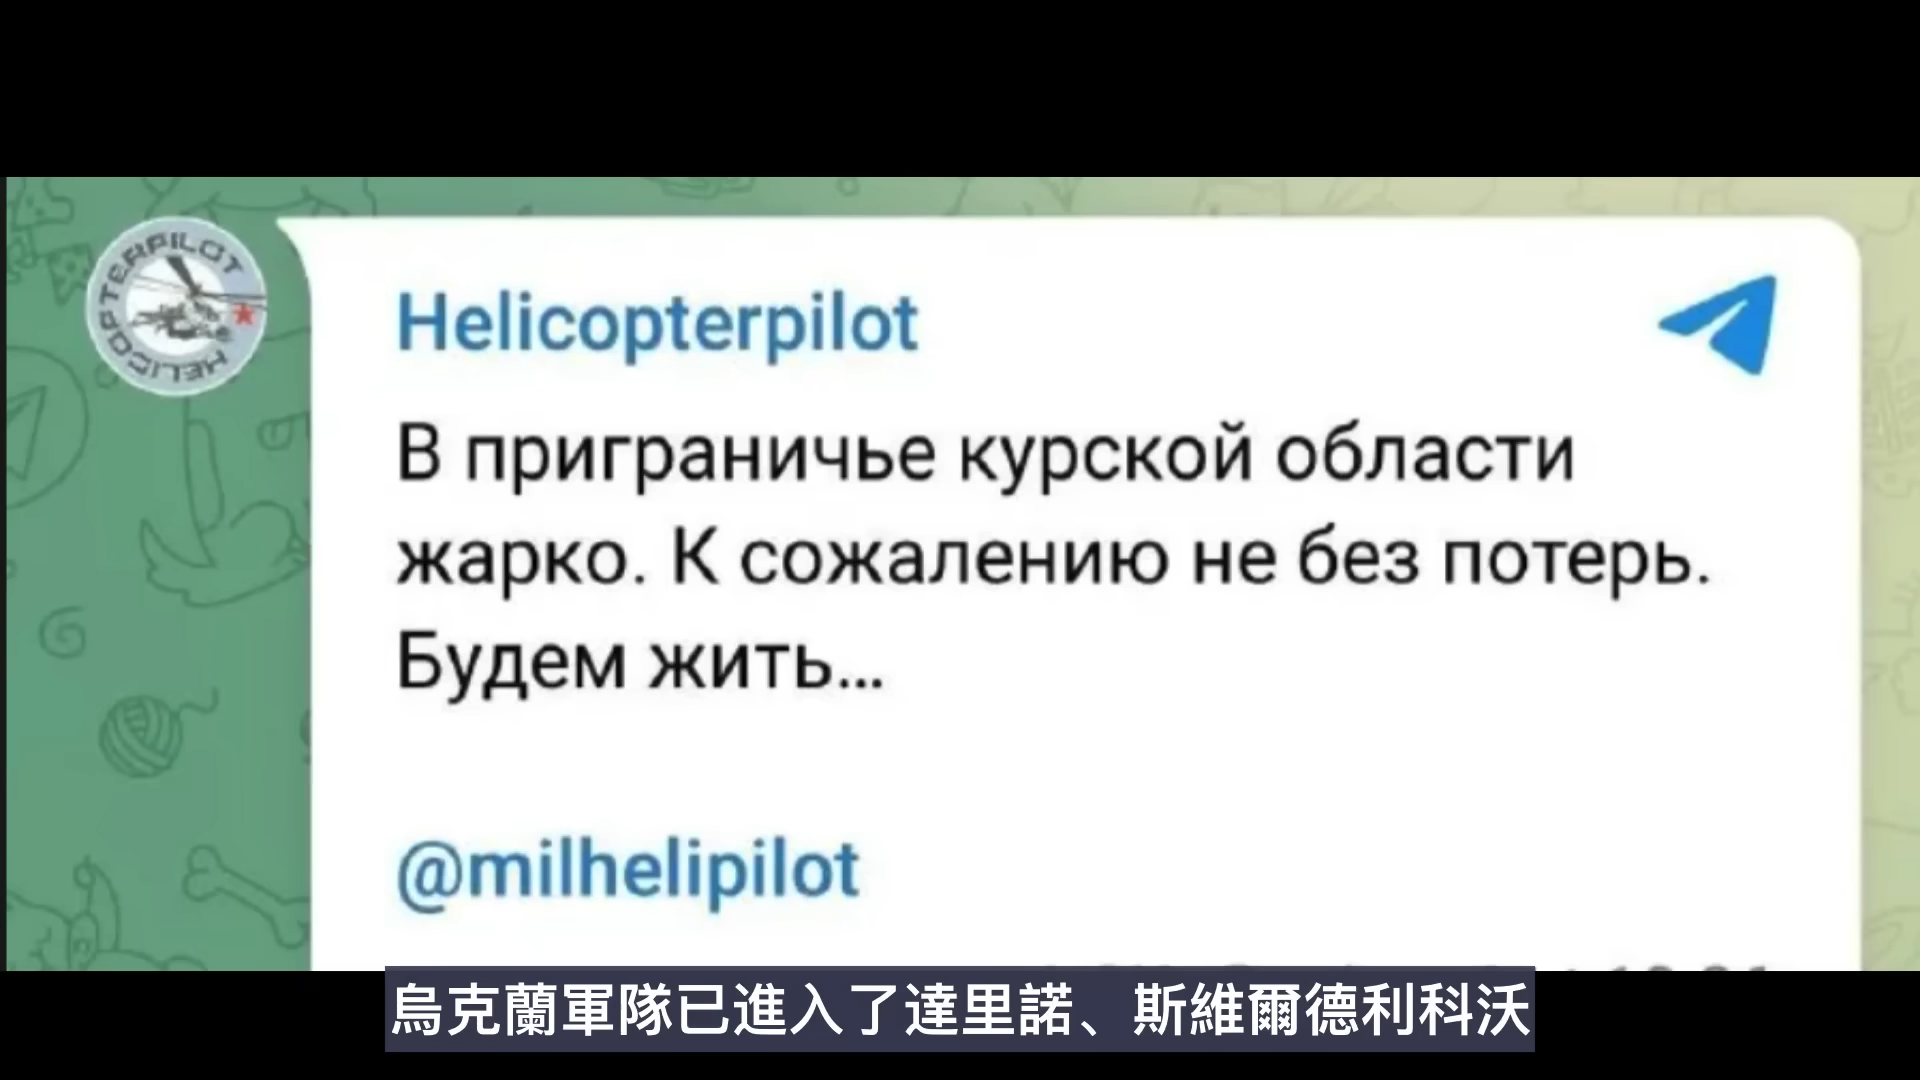 HELICOPTERPILOT
Helicopterpilot
В приграничье курской области
жарко. К сожалению не без потерь.
Будем жить...
@milhelipilot
烏克蘭軍隊已進入了達里諾、斯維爾德利科沃